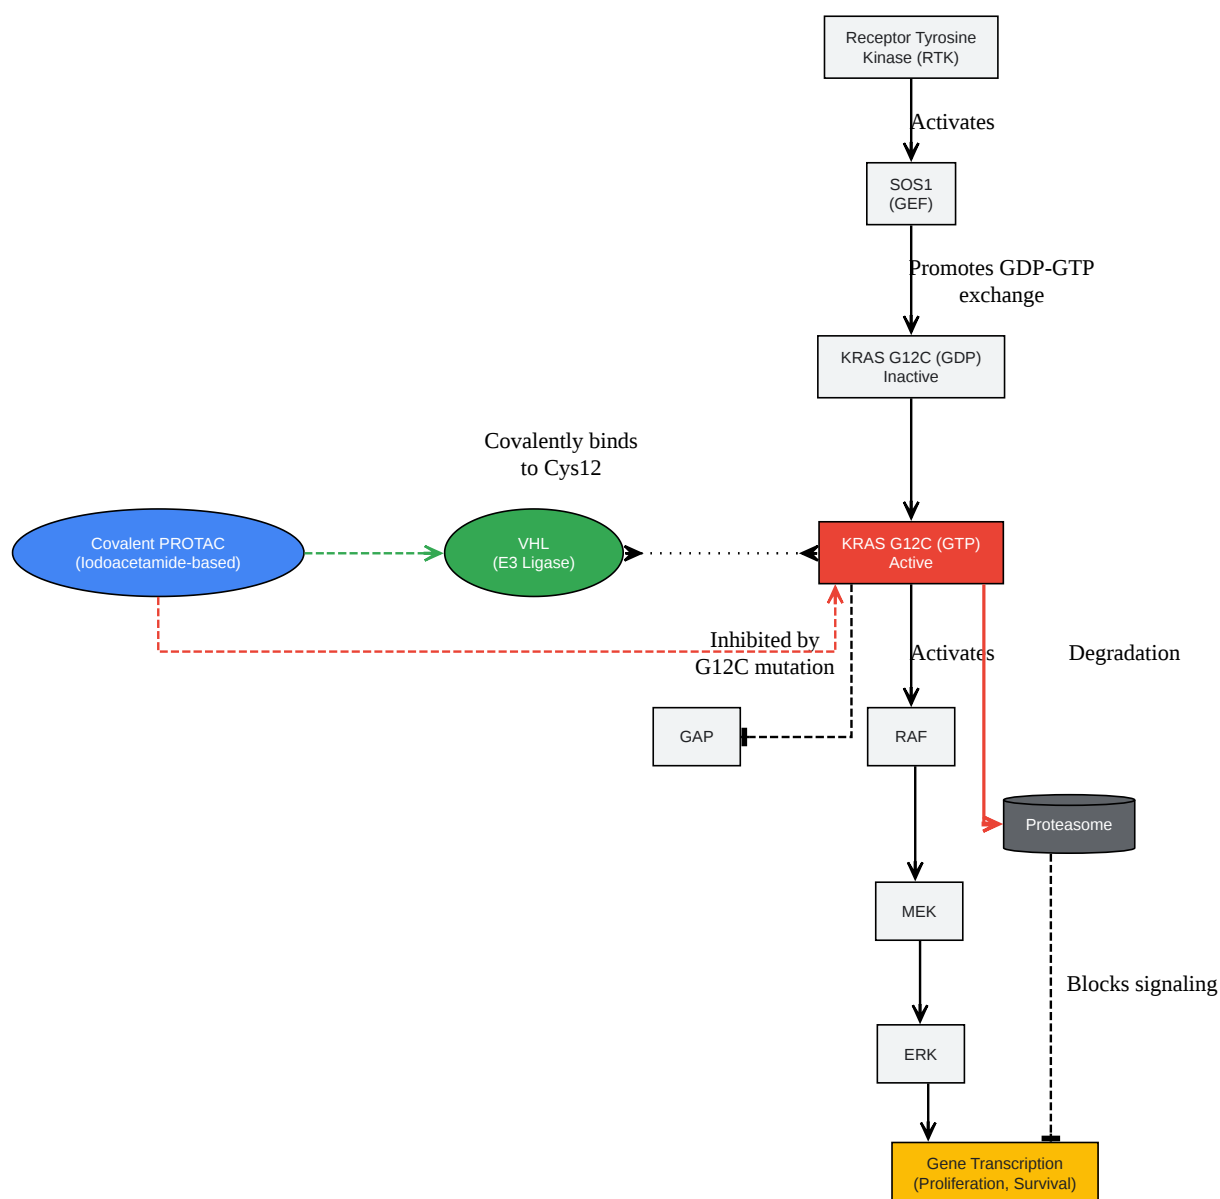 Receptor Tyrosine
Kinase (RTK)
Activates
SOS1
(GEF)
Promotes GDP-GTP
exchange
KRAS G12C (GDP)
Inactive
Covalently binds
to Cys12
Covalent PROTAC
(Iodoacetamide-based)
VHL
(E3 Ligase)
KRAS G12C (GTP)
Active
Inhibited by
G12C mutation
Activates
Degradation
GAP
RAF
Proteasome
MEK
Blocks signaling
ERK
Gene Transcription
(Proliferation, Survival)